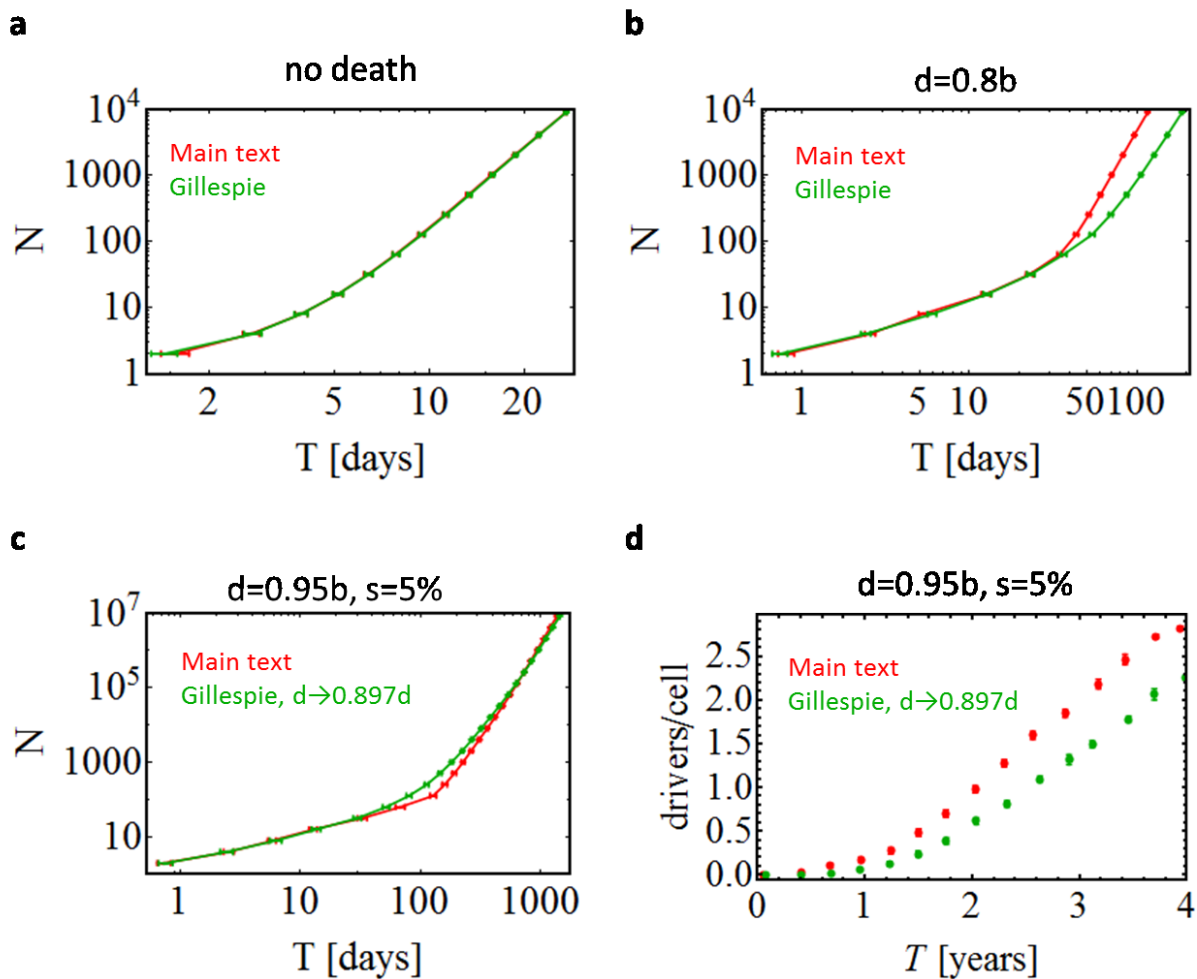 a
no death
10^4
1000
100
10
1
N
Main text
Gillespie
2 5 10 20
T [days]
b
d=0.8b
10^4
1000
100
10
1
N
Main text
Gillespie
1 5 10 50 100
T [days]
c
d=0.95b, s=5%
10^7
10^5
1000
10
N
Main text
Gillespie, d→0.897d
1 10 100 1000
T [days]
d
d=0.95b, s=5%
2.5
2.0
1.5
1.0
0.5
0.0
drivers/cell
Main text
Gillespie, d→0.897d
0 1 2 3 4
T [years]